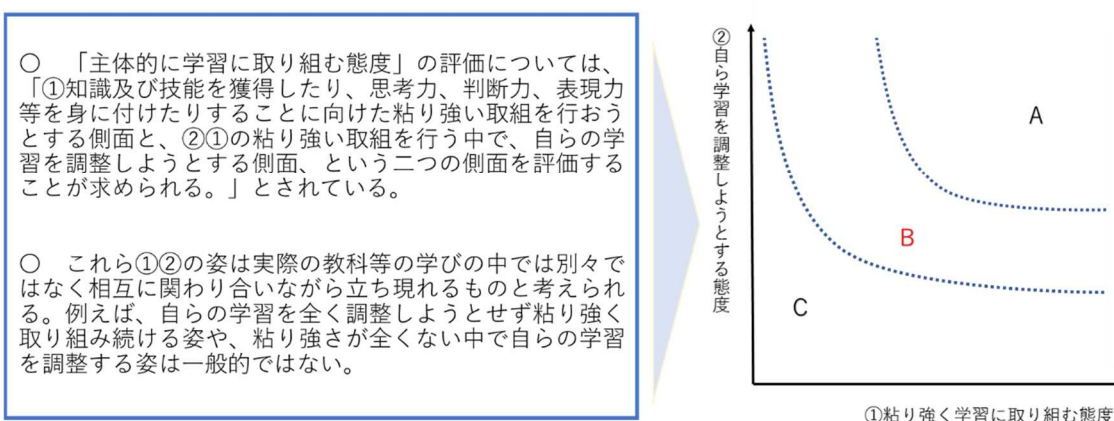 ○　「主体的に学習に取り組む態度」の評価については、
「①知識及び技能を獲得したり、思考力、判断力、表現力
等を身に付けたりすることに向けた粘り強い取組を行おう
とする側面と、②①の粘り強い取組を行う中で、自らの学
習を調整しようとする側面、という二つの側面を評価する
ことが求められる。」とされている。
○　これら①②の姿は実際の教科等の学びの中では別々で
はなく相互に関わり合いながら立ち現れるものと考えられ
る。例えば、自らの学習を全く調整しようとせず粘り強く
取り組み続ける姿や、粘り強さが全くない中で自らの学習
を調整する姿は一般的ではない。
②自ら学習を調整しようとする態度
A
B
C
①粘り強く学習に取り組む態度